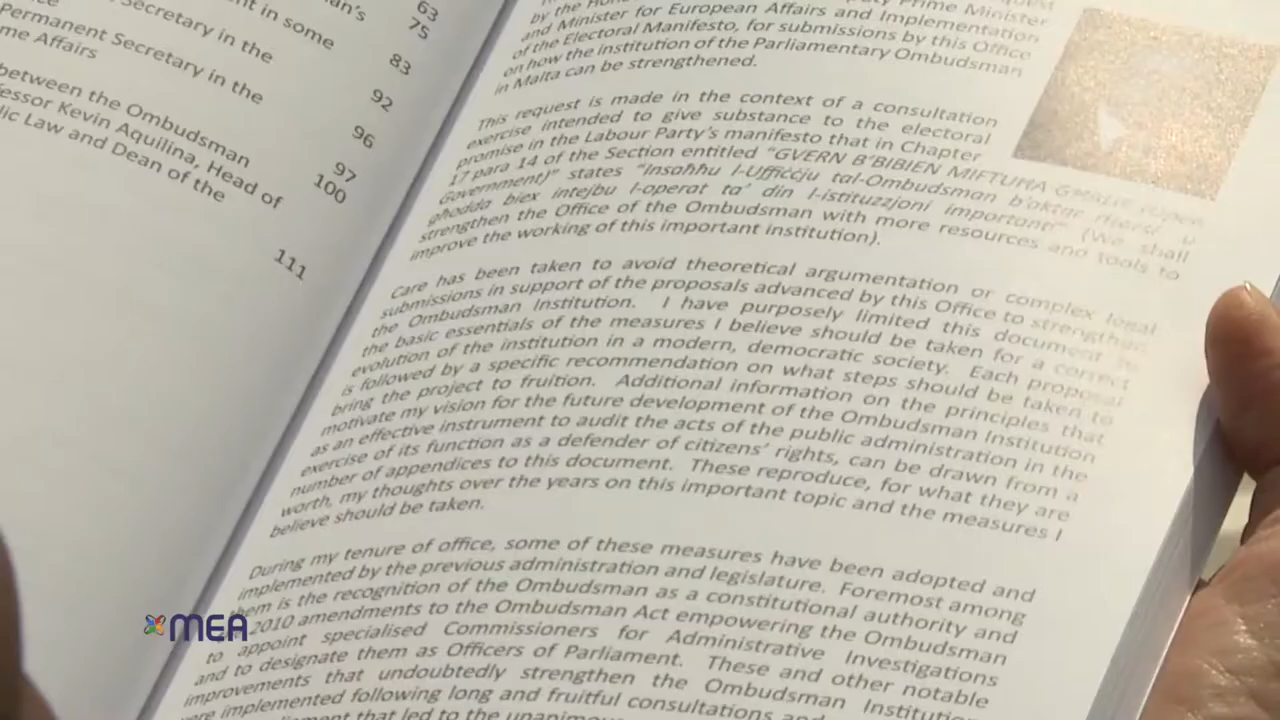 63
75
Secretary in the
in some
83
Permanent Secretary in the
me Affairs
92
96
between the Ombudsman
Professor Kevin Aquilina, Head of
lic Law and Dean of the
97
100
111
Prime Minister
and Minister for European Affairs and Implementation
of the Electoral Manifesto, for submissions by this Office
on how the institution of the Parliamentary Ombudsman
in Malta can be strengthened.
This request is made in the context of a consultation
exercise intended to give substance to the electoral
promise in the Labour Party's manifesto that in Chapter
17 para 14 of the Section entitled "GVERN B'BIBIEN MIFTUHA
Government)" states "Insaħħu l-Uffiċċju tal-Ombudsman b'aktar riżorsi u
għodda biex intejbu l-operat ta' din l-istituzzjoni importanti" (We shall
strengthen the Office of the Ombudsman with more resources and tools to
improve the working of this important institution).
Care has been taken to avoid theoretical argumentation or complex legal
submissions in support of the proposals advanced by this Office to strengthen
the Ombudsman Institution. I have purposely limited this document to
the basic essentials of the measures I believe should be taken for a correct
evolution of the institution in a modern, democratic society. Each proposal
is followed by a specific recommendation on what steps should be taken to
bring the project to fruition. Additional information on the principles that
motivate my vision for the future development of the Ombudsman Institution
as an effective instrument to audit the acts of the public administration in the
exercise of its function as a defender of citizens' rights, can be drawn from a
number of appendices to this document. These reproduce, for what they are
worth, my thoughts over the years on this important topic and the measures I
believe should be taken.
During my tenure of office, some of these measures have been adopted and
implemented by the previous administration and legislature. Foremost among
them is the recognition of the Ombudsman as a constitutional authority and
2010 amendments to the Ombudsman Act empowering the Ombudsman
to appoint specialised Commissioners for Administrative Investigations
and to designate them as Officers of Parliament. These and other notable
improvements that undoubtedly strengthen the Ombudsman Institution
were implemented following long and fruitful consultations and
that led to the
MEA